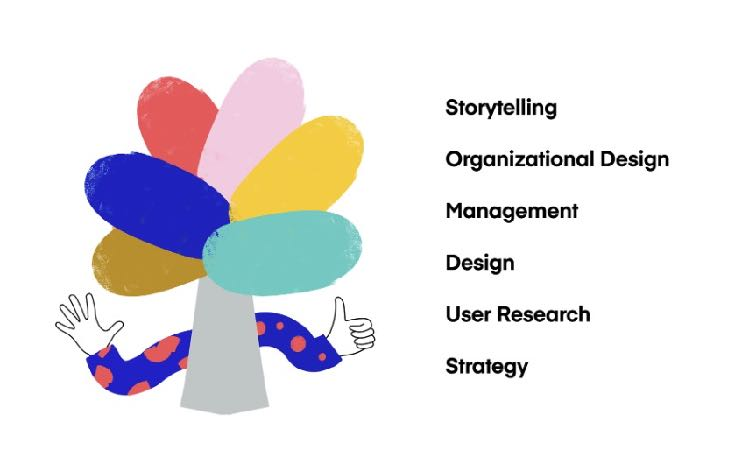 Storytelling
Organizational Design
Management
Design
User Research
Strategy